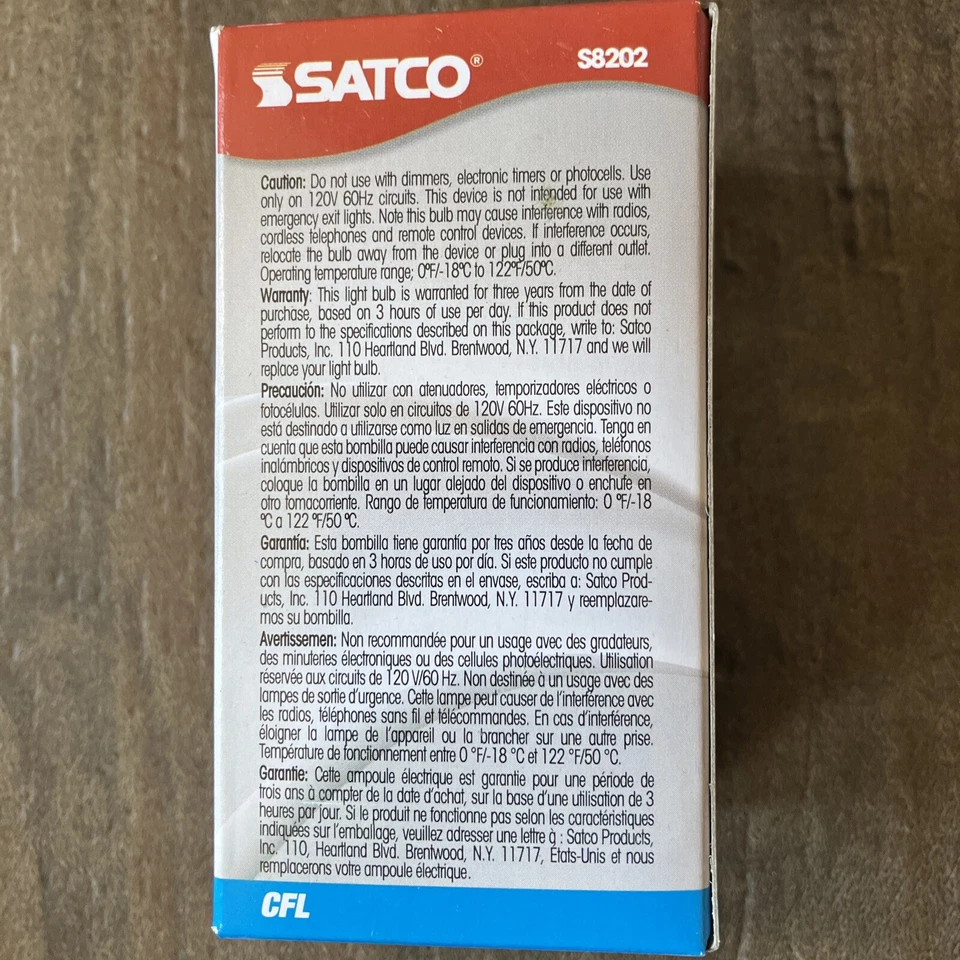 SATCO®
S8202
Caution: Do not use with dimmers, electronic timers or photocells. Use
only on 120V 60Hz circuits. This device is not intended for use with
emergency exit lights. Note this bulb may cause interference with radios,
cordless telephones and remote control devices. If interference occurs,
relocate the bulb away from the device or plug into a different outlet.
Operating temperature range; 0ºF/-18ºC to 122ºF/50ºC.
Warranty: This light bulb is warranted for three years from the date of
purchase, based on 3 hours of use per day. If this product does not
perform to the specifications described on this package, write to: Satco
Products, Inc. 110 Heartland Blvd. Brentwood, N.Y. 11717 and we will
replace your light bulb.
Precaución: No utilizar con atenuadores, temporizadores eléctricos o
fotocélulas. Utilizar solo en circuitos de 120V 60Hz. Este dispositivo no
está destinado a utilizarse como luz en salidas de emergencia. Tenga en
cuenta que esta bombilla puede causar interferencia con radios, teléfonos
inalámbricos y dispositivos de control remoto. Si se produce interferencia,
coloque la bombilla en un lugar alejado del dispositivo o enchufe en
otro tomacorriente. Rango de temperatura de funcionamiento: 0 ºF/-18
ºC a 122 ºF/50 ºC.
Garantía: Esta bombilla tiene garantía por tres años desde la fecha de
compra, basado en 3 horas de uso por día. Si este producto no cumple
con las especificaciones descritas en el envase, escriba a: Satco Prod-
ucts, Inc. 110 Heartland Blvd. Brentwood, N.Y. 11717 y reemplazare-
mos su bombilla.
Avertissemen: Non recommandée pour un usage avec des gradateurs,
des minuteries électroniques ou des cellules photoélectriques. Utilisation
réservée aux circuits de 120 V/60 Hz. Non destinée à un usage avec des
lampes de sortie d'urgence. Cette lampe peut causer de l'interférence avec
les radios, téléphones sans fil et télécommandes. En cas d'interférence,
éloigner la lampe de l'appareil ou la brancher sur une autre prise.
Température de fonctionnement entre 0 °F/-18 °C et 122 °F/50 °C.
Garantie: Cette ampoule électrique est garantie pour une période de
trois ans à compter de la date d'achat, sur la base d'une utilisation de 3
heures par jour. Si le produit ne fonctionne pas selon les caractéristiques
indiquées sur l'emballage, veuillez adresser une lettre à : Satco Products,
Inc. 110, Heartland Blvd. Brentwood, N.Y. 11717, États-Unis et nous
remplacerons votre ampoule électrique.
CFL